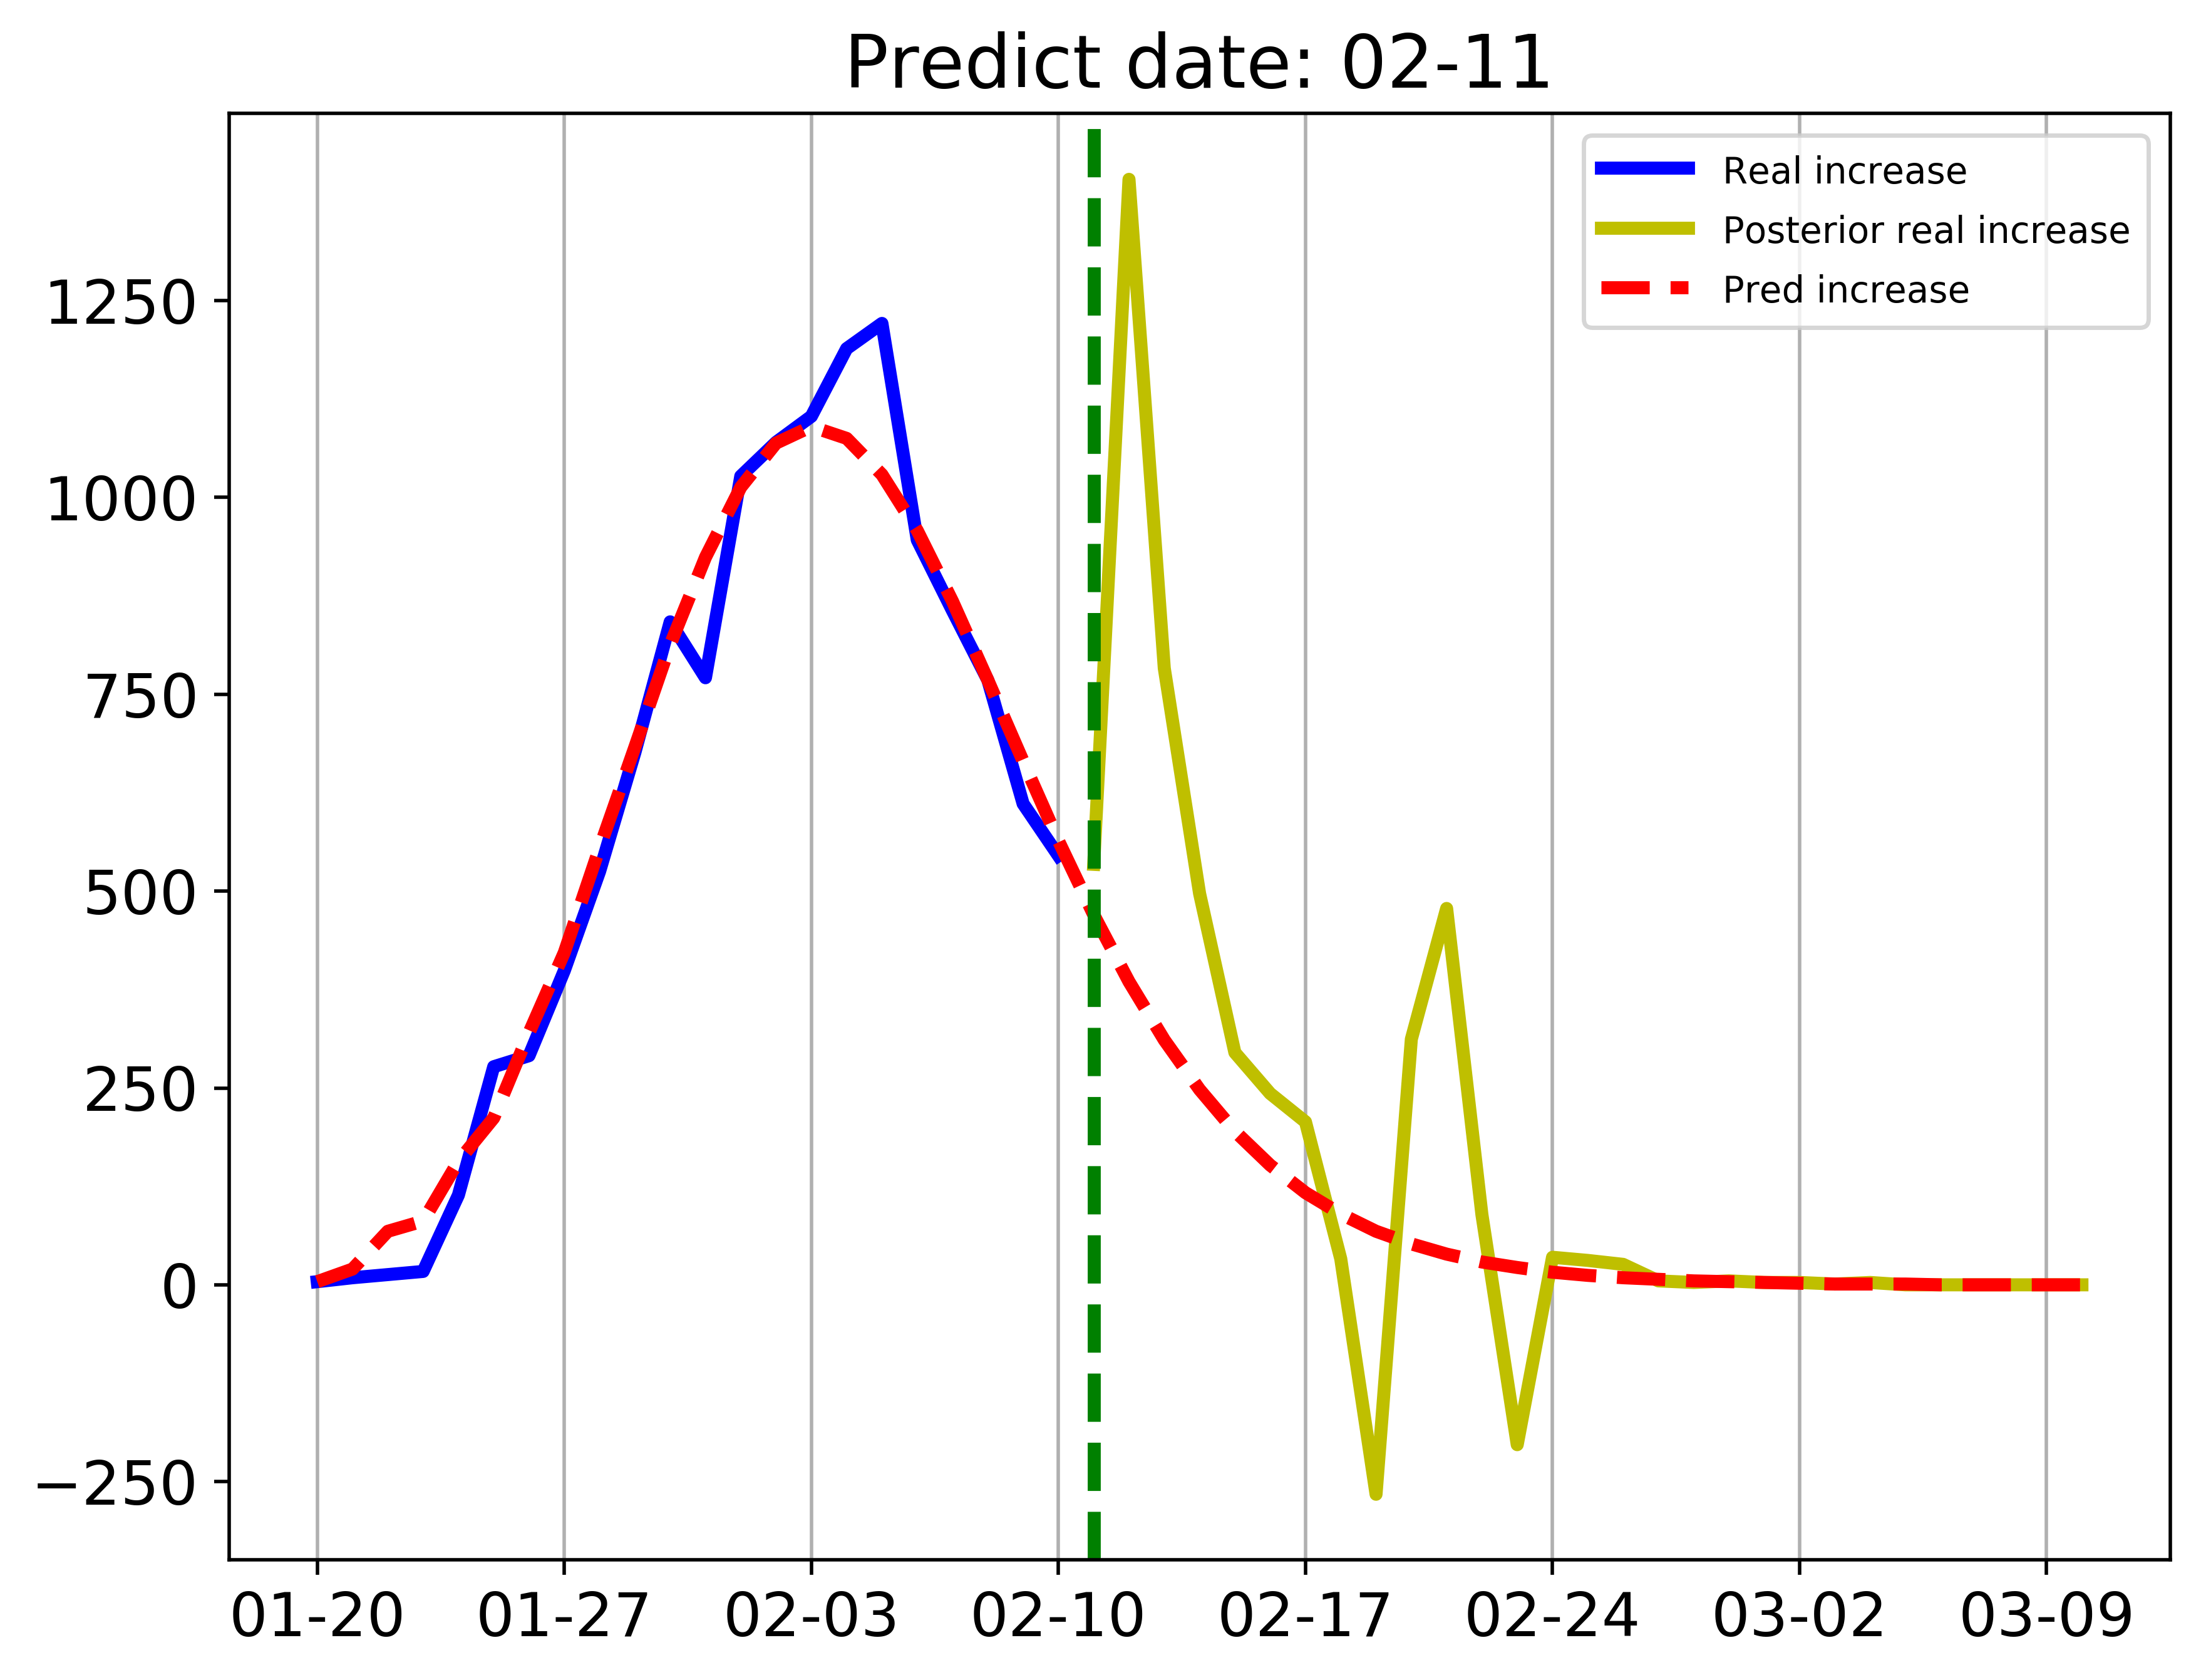 Predict date: 02-11
Real increase
Posterior real increase
Pred increase
1250
1000
750
500
250
0
−250
01-20 01-27 02-03 02-10 02-17 02-24 03-02 03-09